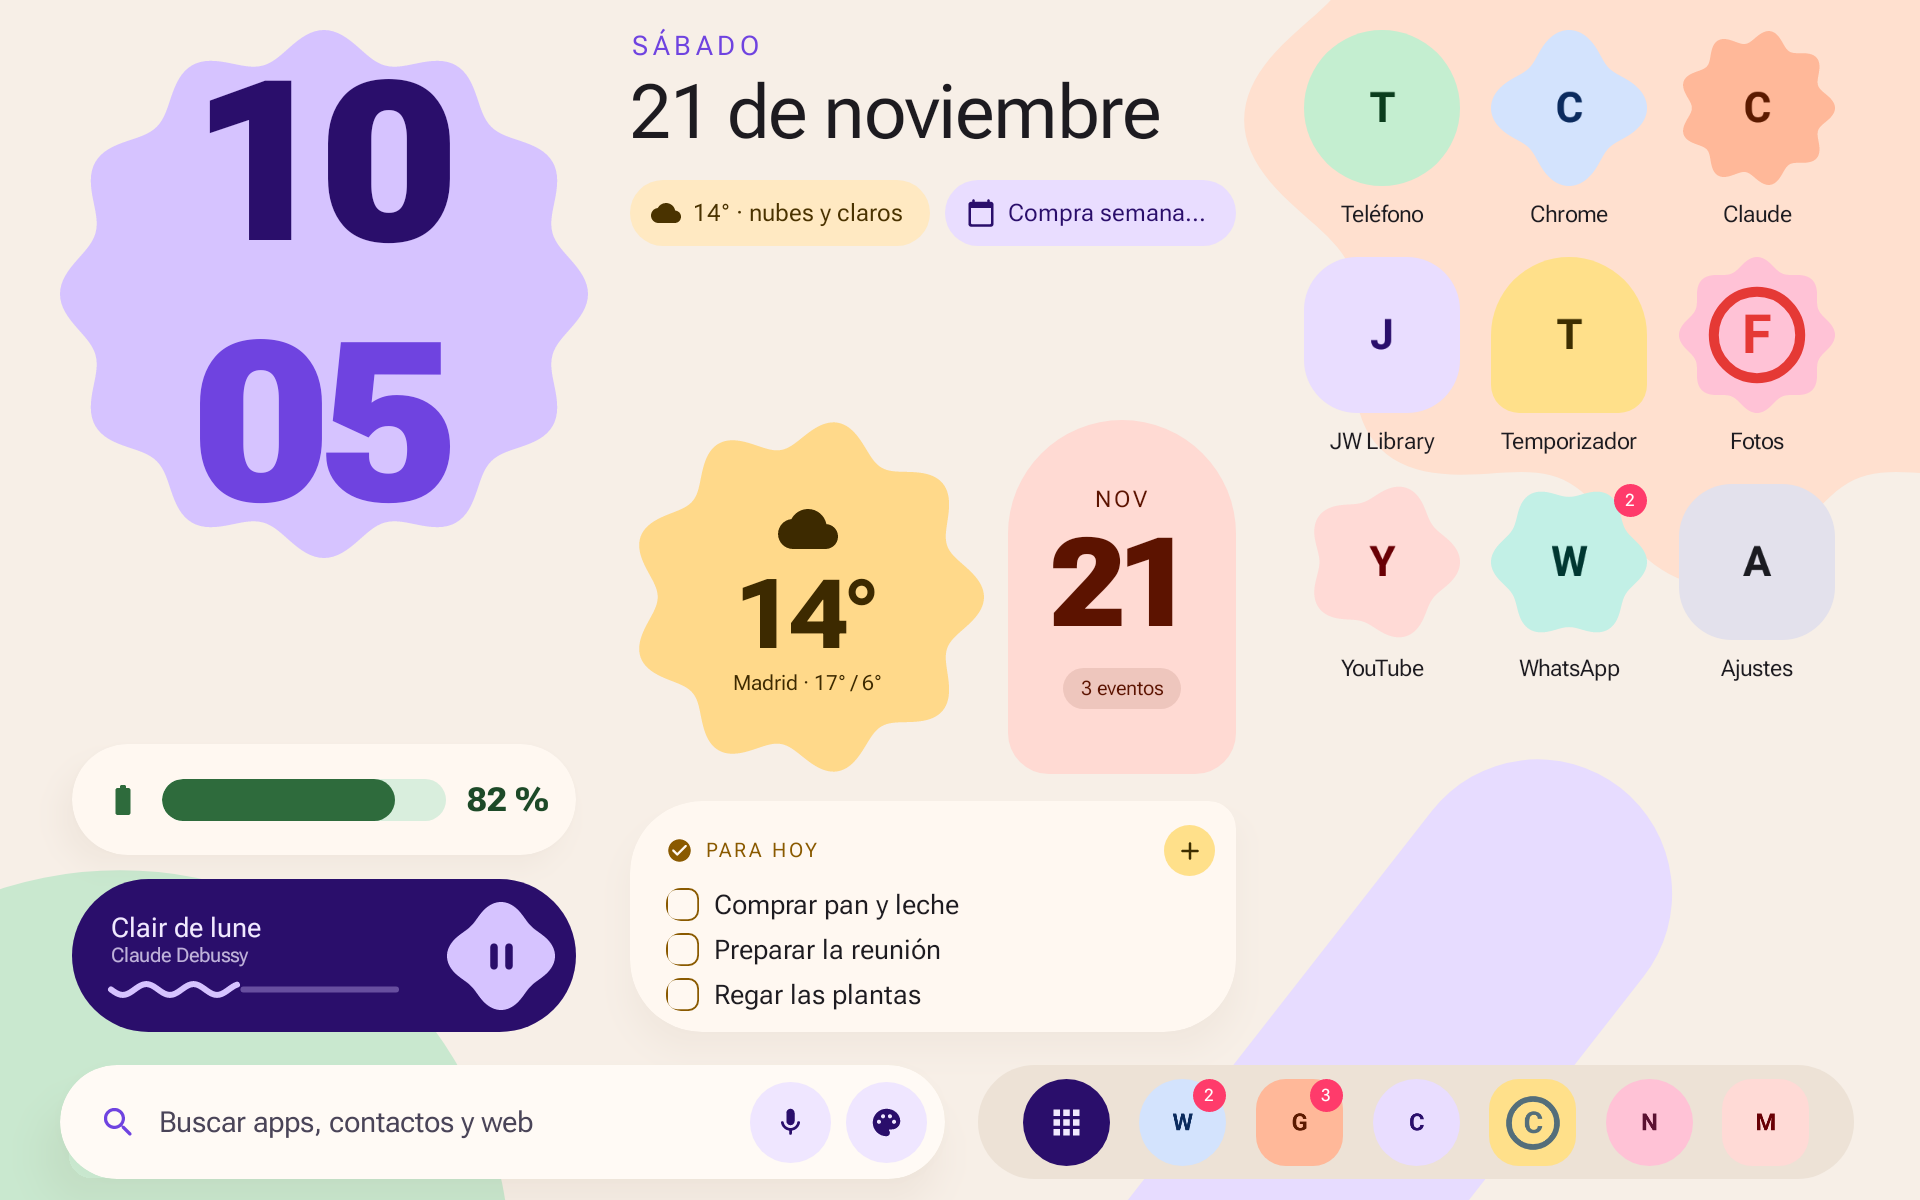 10
05
SÁBADO
21 de noviembre
14° · nubes y claros
Compra semana...
14°
Madrid · 17° / 6°
NOV
21
3 eventos
T
Teléfono
C
Chrome
C
Claude
J
JW Library
T
Temporizador
F
Fotos
Y
YouTube
W
2
WhatsApp
A
Ajustes
82 %
Clair de lune
Claude Debussy
PARA HOY
Comprar pan y leche
Preparar la reunión
Regar las plantas
Buscar apps, contactos y web
W
2
G
3
C
C
N
M